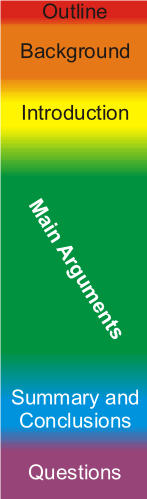 Outline
Background
Introduction
Main Arguments
Summary and
Conclusions
Questions